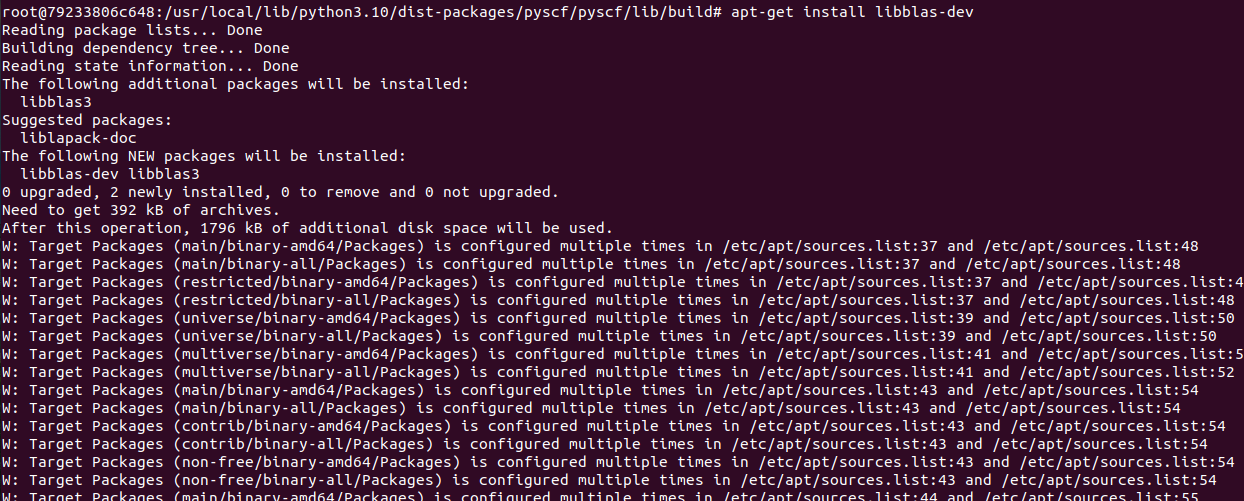 root@79233806c648:/usr/local/lib/python3.10/dist-packages/pyscf/pyscf/lib/build# apt-get install libblas-dev
Reading package lists... Done
Building dependency tree... Done
Reading state information... Done
The following additional packages will be installed:
  libblas3
Suggested packages:
  liblapack-doc
The following NEW packages will be installed:
  libblas-dev libblas3
0 upgraded, 2 newly installed, 0 to remove and 0 not upgraded.
Need to get 392 kB of archives.
After this operation, 1796 kB of additional disk space will be used.
W: Target Packages (main/binary-amd64/Packages) is configured multiple times in /etc/apt/sources.list:37 and /etc/apt/sources.list:48
W: Target Packages (main/binary-all/Packages) is configured multiple times in /etc/apt/sources.list:37 and /etc/apt/sources.list:48
W: Target Packages (restricted/binary-amd64/Packages) is configured multiple times in /etc/apt/sources.list:37 and /etc/apt/sources.list:4
W: Target Packages (restricted/binary-all/Packages) is configured multiple times in /etc/apt/sources.list:37 and /etc/apt/sources.list:48
W: Target Packages (universe/binary-amd64/Packages) is configured multiple times in /etc/apt/sources.list:39 and /etc/apt/sources.list:50
W: Target Packages (universe/binary-all/Packages) is configured multiple times in /etc/apt/sources.list:39 and /etc/apt/sources.list:50
W: Target Packages (multiverse/binary-amd64/Packages) is configured multiple times in /etc/apt/sources.list:41 and /etc/apt/sources.list:5
W: Target Packages (multiverse/binary-all/Packages) is configured multiple times in /etc/apt/sources.list:41 and /etc/apt/sources.list:52
W: Target Packages (main/binary-amd64/Packages) is configured multiple times in /etc/apt/sources.list:43 and /etc/apt/sources.list:54
W: Target Packages (main/binary-all/Packages) is configured multiple times in /etc/apt/sources.list:43 and /etc/apt/sources.list:54
W: Target Packages (contrib/binary-amd64/Packages) is configured multiple times in /etc/apt/sources.list:43 and /etc/apt/sources.list:54
W: Target Packages (contrib/binary-all/Packages) is configured multiple times in /etc/apt/sources.list:43 and /etc/apt/sources.list:54
W: Target Packages (non-free/binary-amd64/Packages) is configured multiple times in /etc/apt/sources.list:43 and /etc/apt/sources.list:54
W: Target Packages (non-free/binary-all/Packages) is configured multiple times in /etc/apt/sources.list:43 and /etc/apt/sources.list:54
W: Target Packages (main/binary-amd64/Packages) is configured multiple times in /etc/apt/sources.list:44 and /etc/apt/sources.list:55